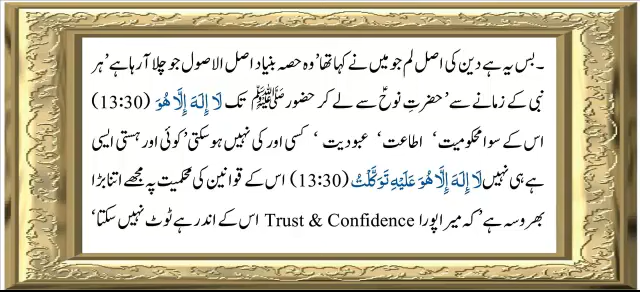 ۔ بس یہ ہے دین کی اصل لم جو میں نے کہا تھا’ وہ حصہ بنیاد اصل الاصول جو چلا آ رہا ہے’ ہر
نبی کے زمانے سے’ حضرتِ نوحؑ سے لے کر حضور ﷺ تک لَا إِلَهَ إِلَّا هُوَ (13:30)
اس کے سوا محکومیت‘ اطاعت‘ عبودیت ‘ کسی اور کی نہیں ہو سکتی’ کوئی اور ہستی ایسی
ہے ہی نہیں لَا إِلَهَ إِلَّا هُوَ عَلَيْهِ تَوَكَّلْتُ (13:30) اس کے قوانین کی محکمیت پہ مجھے اتنا بڑا
بھروسہ ہے’ کہ میرا پورا Trust & Confidence اس کے اندر ہے ٹوٹ نہیں سکتا‘